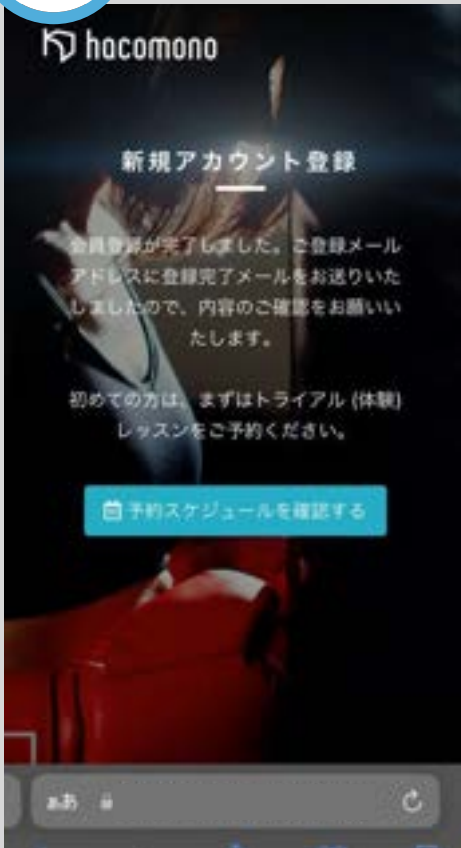 hacomono
新規アカウント登録
会員登録が完了しました。ご登録メール
アドレスに登録完了メールをお送りいた
しましたので、内容のご確認をお願いい
たします。
初めての方は、まずはトライアル (体験)
レッスンをご予約ください。
予約スケジュールを確認する
ぁあ